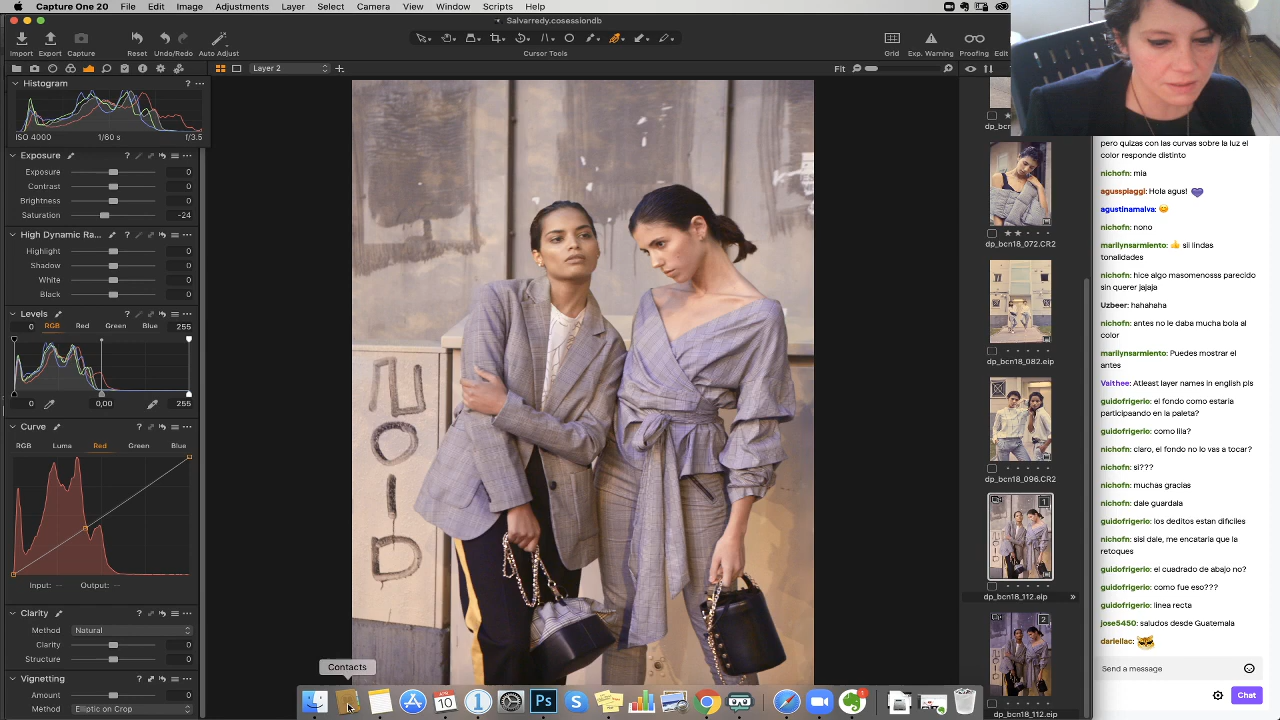 Capture One 20 File Edit Image Adjustments Layer Select Camera View Window Scripts Help
Salvarredy.cosessiondb
Import Export Capture Reset Undo/Redo Auto Adjust
Cursor Tools
Grid Exp. Warning Proofing Edit
Layer 2
Fit
Histogram ?
ISO 4000 1/60 s f/3.5
Exposure ?
Exposure 0
Contrast 0
Brightness 0
Saturation -24
High Dynamic Ra... ?
Highlight 0
Shadow 0
White 0
Black 0
Levels ?
0 RGB Red Green Blue 255
0 0,00 255
Curve ?
RGB Luma Red Green Blue
Input: -- Output: --
Clarity ?
Method Natural
Clarity 0
Structure 0
Vignetting ?
Amount 0
Method Elliptic on Crop
Contacts
dp_bcn18_072.CR2
dp_bcn18_082.eip
dp_bcn18_096.CR2
1
dp_bcn18_112.eip »
2
dp_bcn18_112.eip
pero quizas con las curvas sobre la luz el
color responde distinto
nichofn: mia
agusspiaggi: Hola agus!
agustinamalva:
nichofn: nono
marilynsarmiento: sii lindas
tonalidades
nichofn: hice algo masomenosss parecido
sin querer jajaja
Uzbeer: hahahaha
nichofn: antes no le daba mucha bola al
color
marilynsarmiento: Puedes mostrar el
antes
Vaithee: Atleast layer names in english pls
guidofrigerio: el fondo como estaria
participaando en la paleta?
guidofrigerio: como lila?
nichofn: claro, el fondo no lo vas a tocar?
nichofn: si???
nichofn: muchas gracias
nichofn: dale guardala
guidofrigerio: los deditos estan dificiles
nichofn: sisi dale, me encataria que la
retoques
guidofrigerio: el cuadrado de abajo no?
guidofrigerio: como fue eso???
guidofrigerio: linea recta
jose5450: saludos desde Guatemala
dariellac:
Send a message
Chat